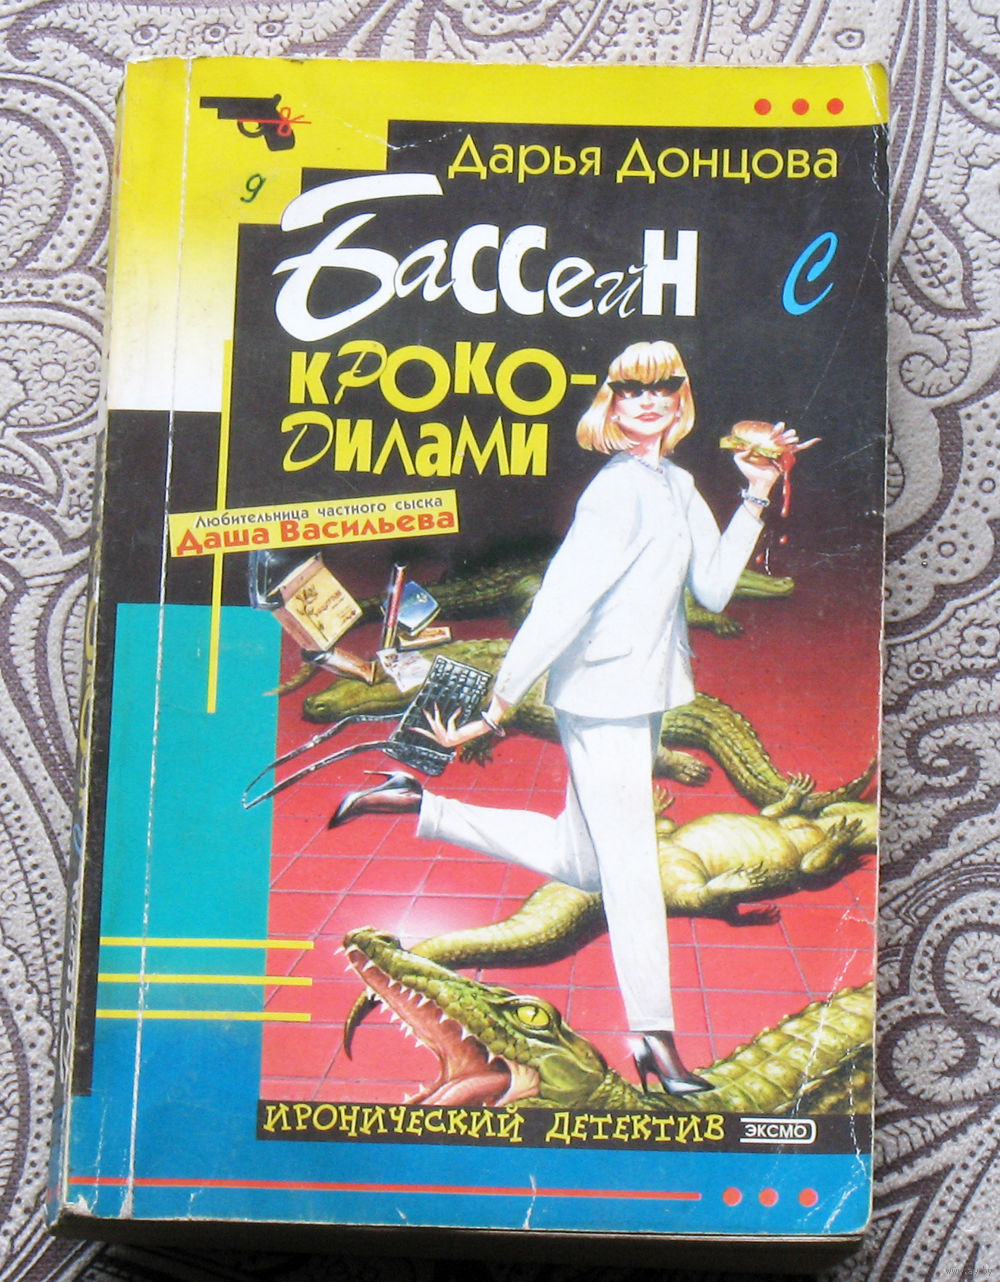 Дарья Донцова
9
Бассейн с
кроко-
дилами
Любительница частного сыска
Даша Васильева
ИРОНИЧЕСКИЙ ДЕТЕКТИВ ЭКСМО